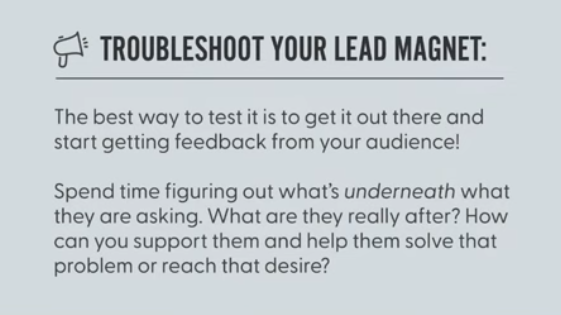 TROUBLESHOOT YOUR LEAD MAGNET:
The best way to test it is to get it out there and
start getting feedback from your audience!
Spend time figuring out what's underneath what
they are asking. What are they really after? How
can you support them and help them solve that
problem or reach that desire?